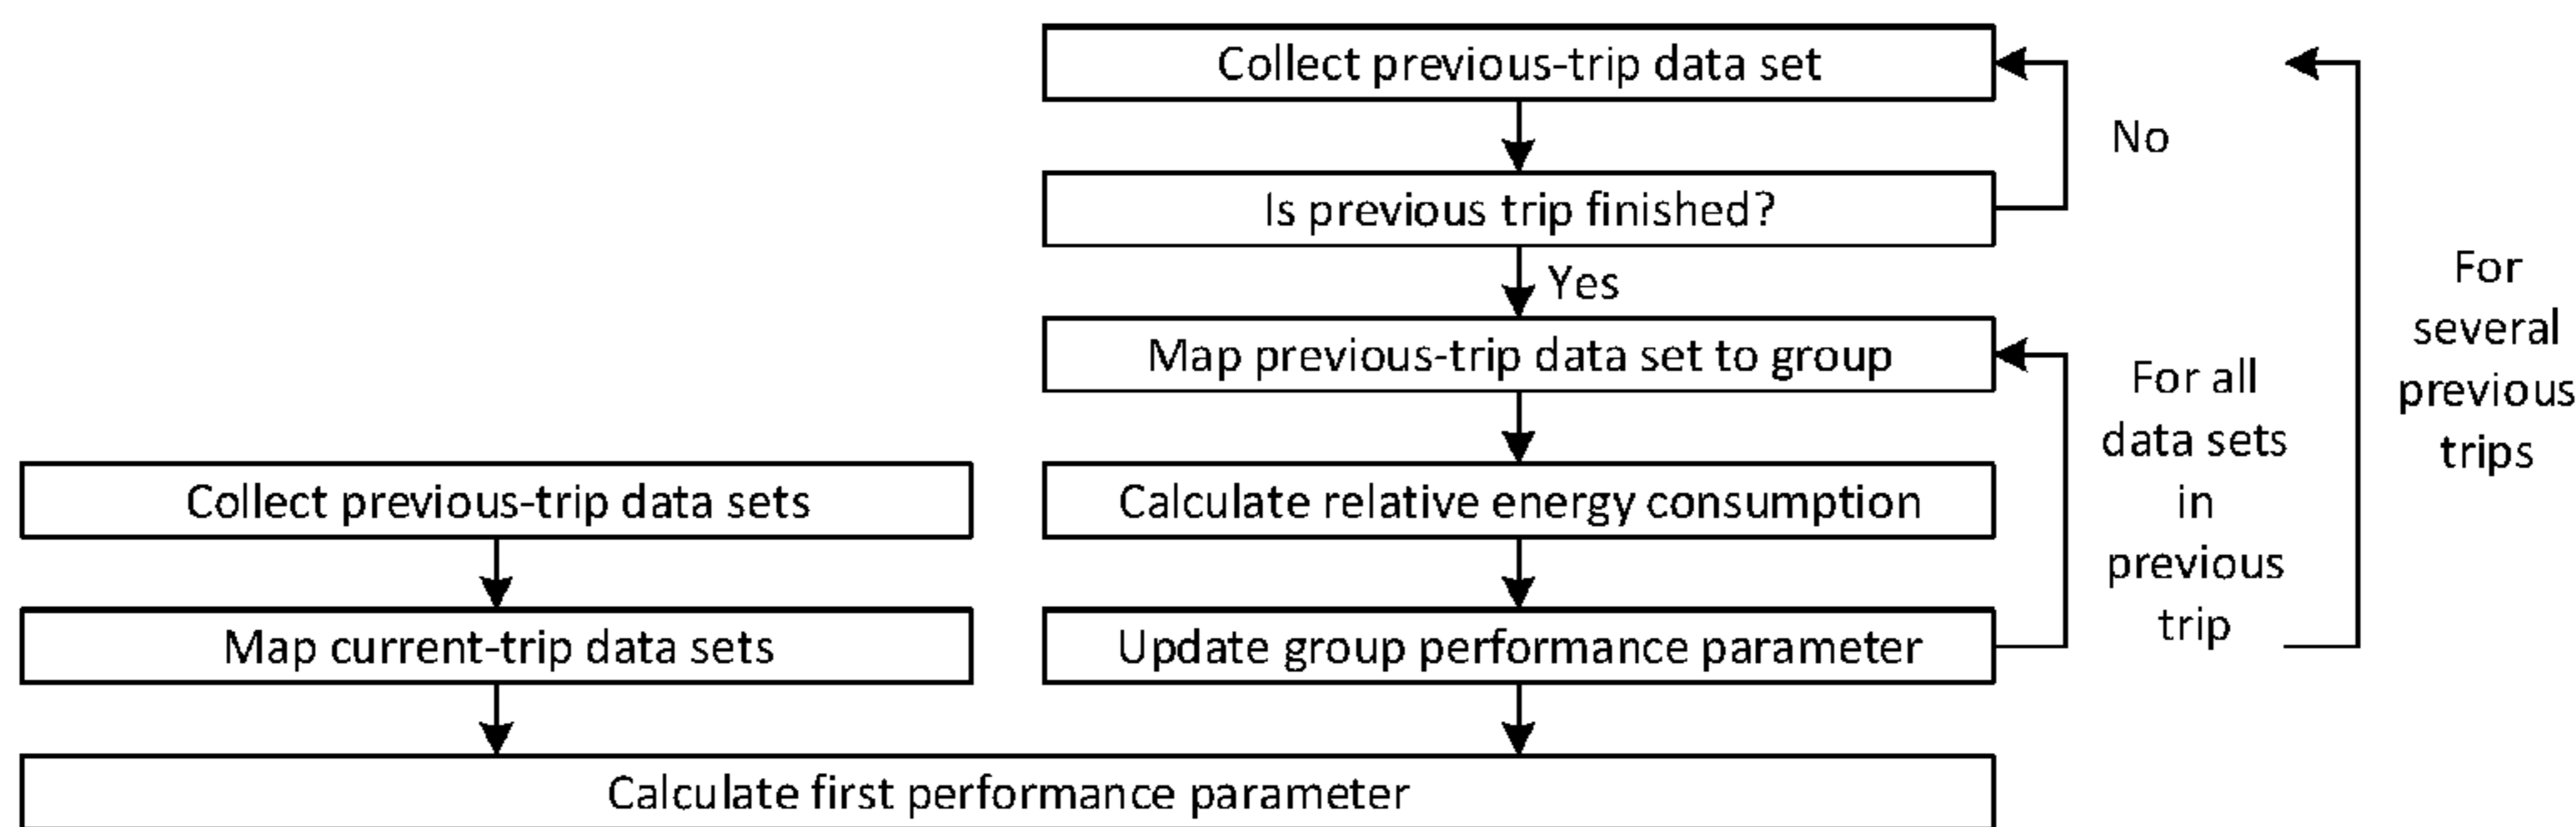 Collect previous-trip data set
No
Is previous trip finished?
Yes
For
several
previous
trips
Map previous-trip data set to group
For all
data sets
in
previous
trip
Collect previous-trip data sets
Calculate relative energy consumption
Map current-trip data sets
Update group performance parameter
Calculate first performance parameter